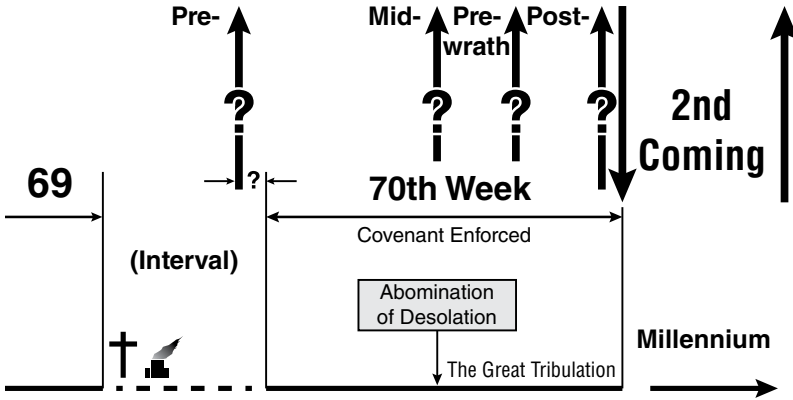 Pre-
Mid-
Pre-
wrath
Post-
?
?
?
?
2nd
Coming
69
?
70th Week
Covenant Enforced
(Interval)
Abomination
of Desolation
The Great Tribulation
Millennium